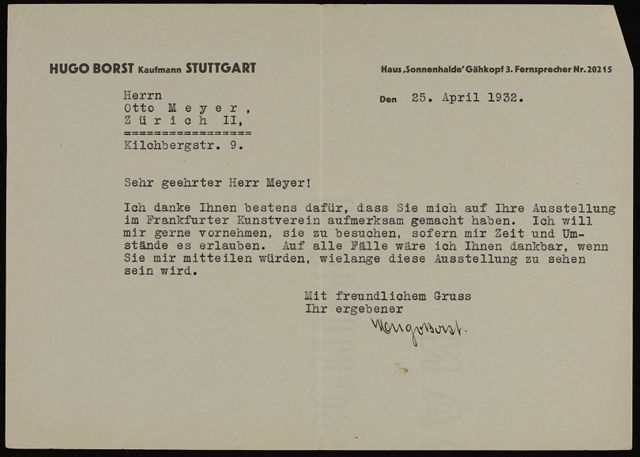 HUGO BORST Kaufmann STUTTGART
Haus ‚Sonnenhalde' Gähkopf 3. Fernsprecher Nr. 20215
Herrn
Otto M e y e r ,
Z ü r i c h II,
=================
Kilchbergstr. 9.
Den 25. April 1932.
Sehr geehrter Herr Meyer!
Ich danke Ihnen bestens dafür, dass Sie mich auf Ihre Ausstellung
im Frankfurter Kunstverein aufmerksam gemacht haben. Ich will
mir gerne vornehmen, sie zu besuchen, sofern mir Zeit und Um-
stände es erlauben. Auf alle Fälle wäre ich Ihnen dankbar, wenn
Sie mir mitteilen würden, wielange diese Ausstellung zu sehen
sein wird.
Mit freundlichem Gruss
Ihr ergebener
Hugo Borst.